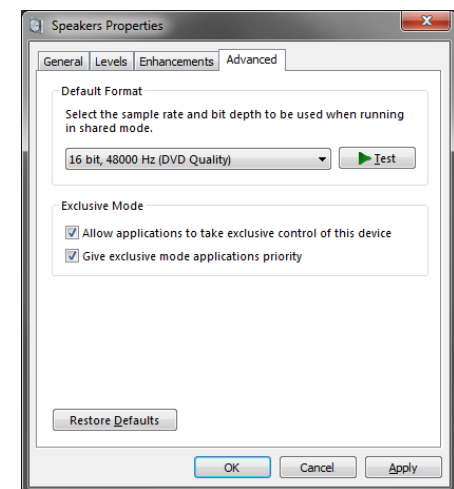 Speakers Properties
General Levels Enhancements Advanced
Default Format
Select the sample rate and bit depth to be used when running
in shared mode.
16 bit, 48000 Hz (DVD Quality)
Test
Exclusive Mode
Allow applications to take exclusive control of this device
Give exclusive mode applications priority
Restore Defaults
OK Cancel Apply